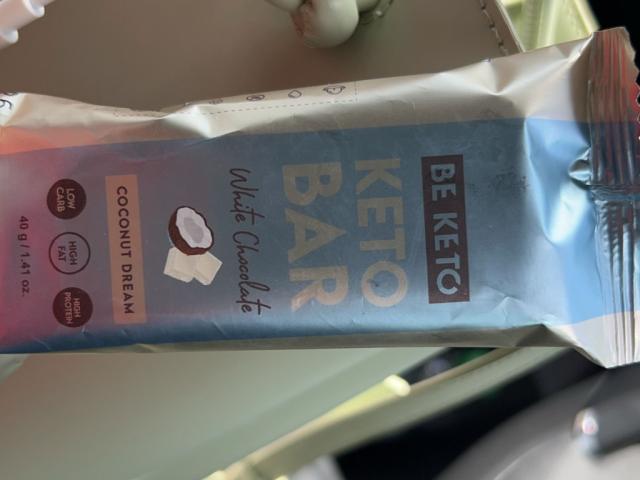 BE KETO
KETO
BAR
White Chocolate
COCONUT DREAM
LOW
CARB
HIGH
FAT
HIGH
PROTEIN
40 g / 1.41 oz.